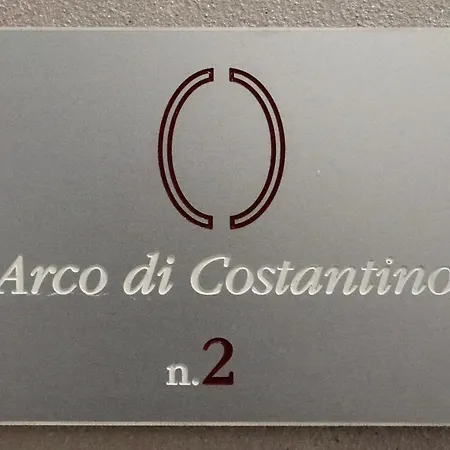 Arco di Costantino
n.2